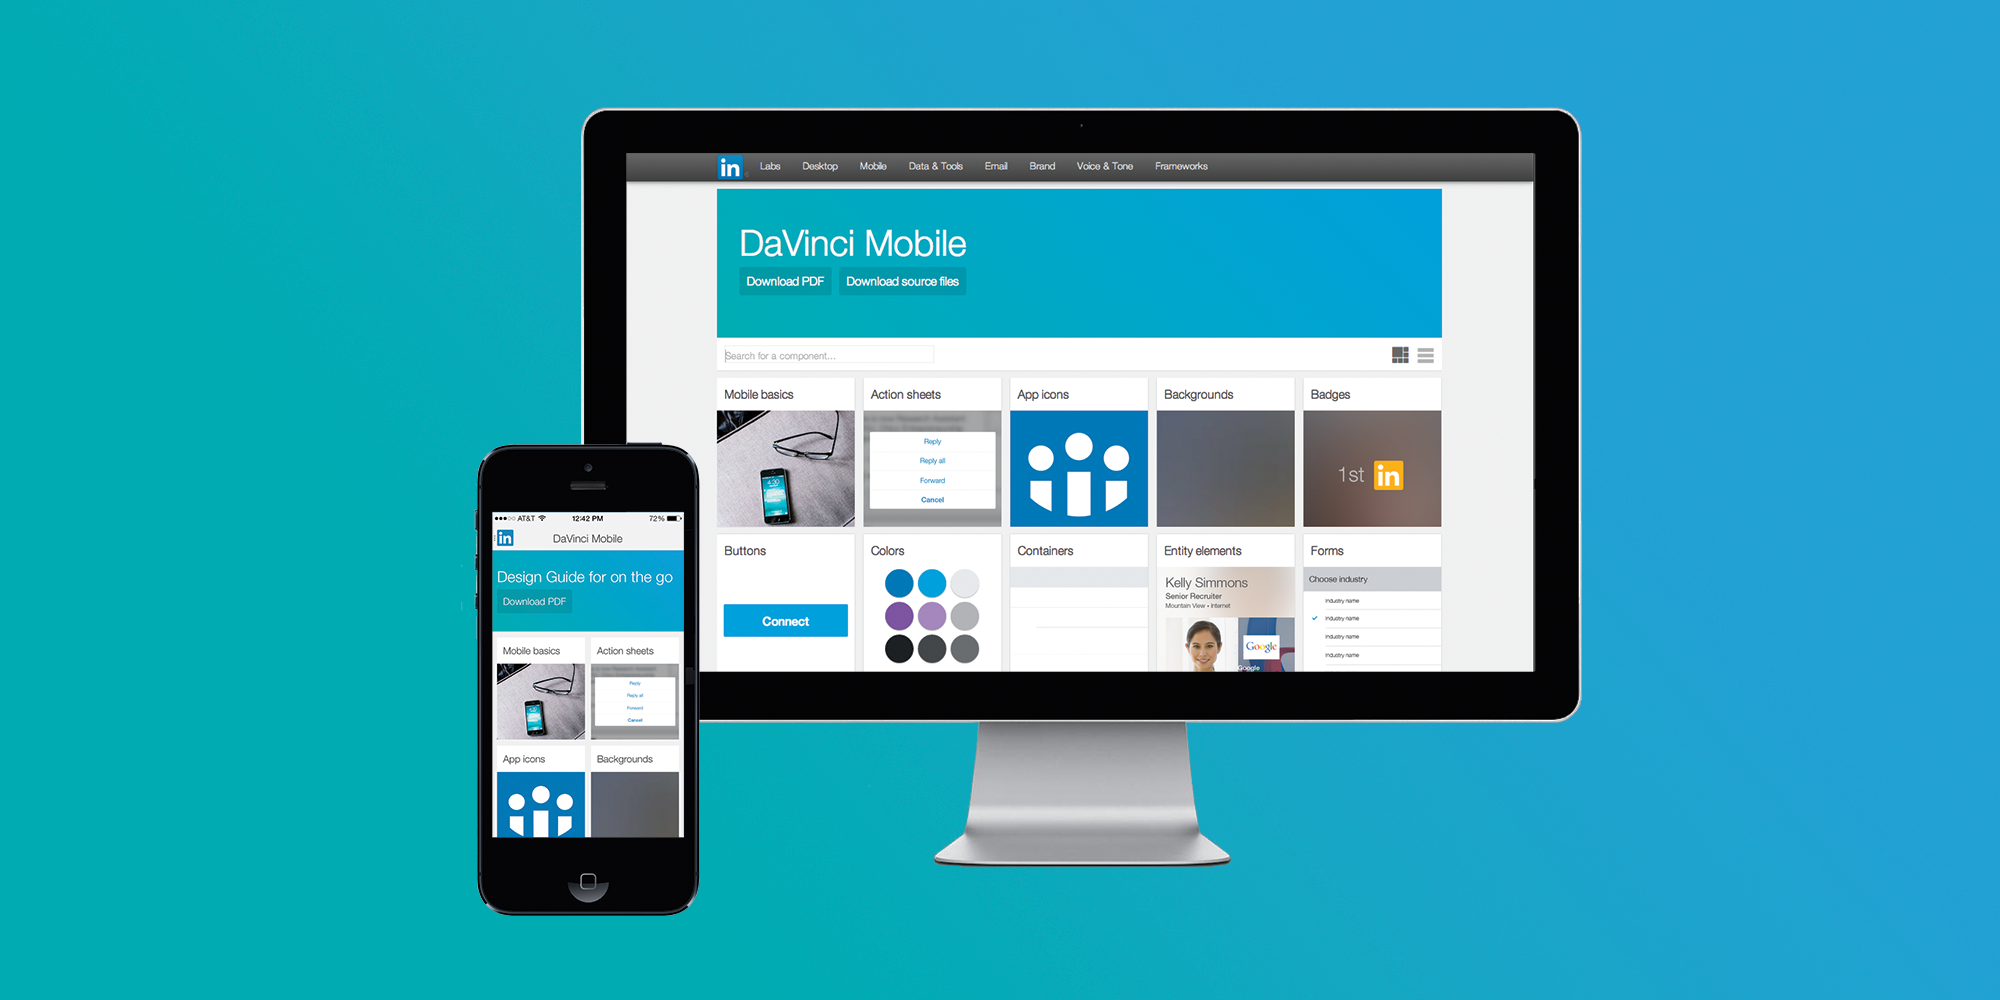 in Labs Desktop Mobile Data & Tools Email Brand Voice & Tone Frameworks
DaVinci Mobile
Download PDF Download source files
Search for a component...
Mobile basics Action sheets App icons Backgrounds Badges
4:20
Reply
Reply all
Forward
Cancel
1st in
Buttons Colors Containers Entity elements Forms
Connect
Kelly Simmons
Senior Recruiter
Mountain View • Internet
Google
Google
Choose industry
Industry name
Industry name
Industry name
Industry name
AT&T 12:42 PM 72%
in DaVinci Mobile
Design Guide for on the go
Download PDF
Mobile basics Action sheets
Reply
Reply all
Forward
Cancel
App icons Backgrounds